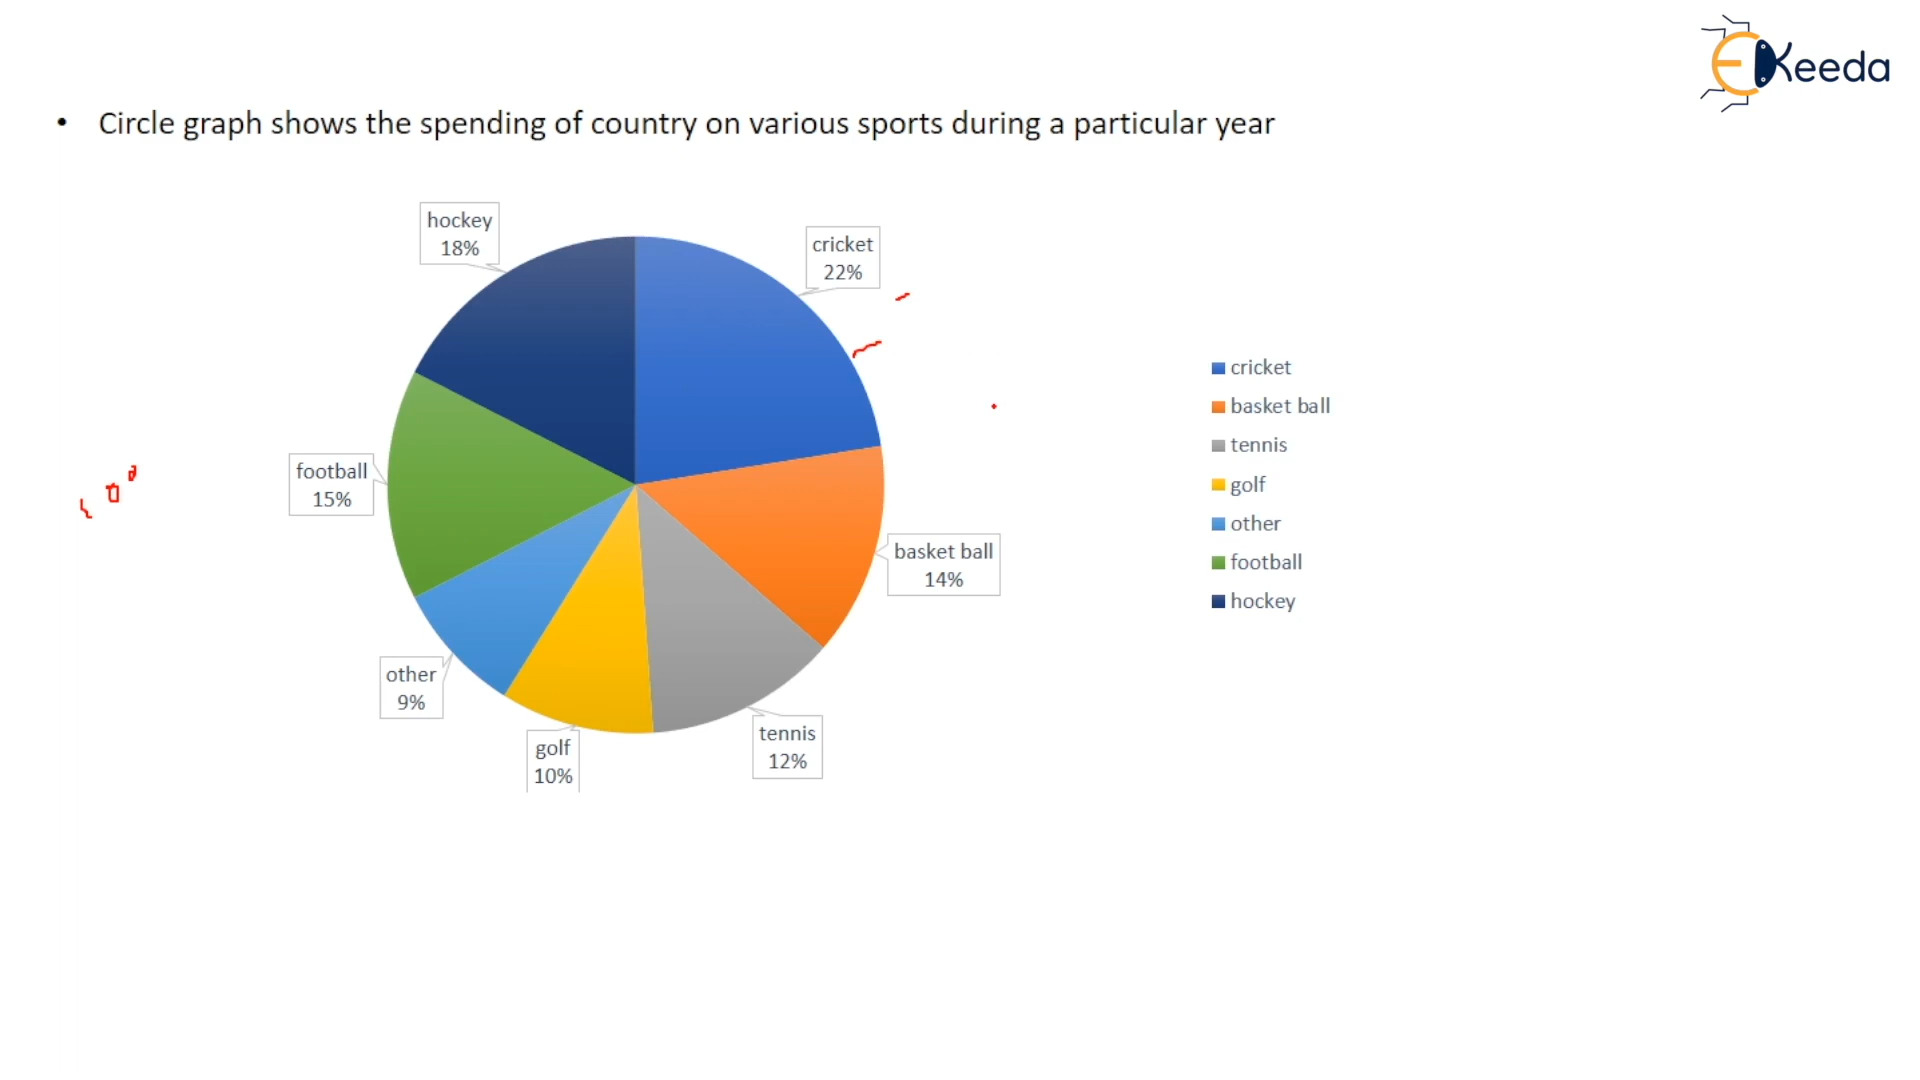 EKeeda
• Circle graph shows the spending of country on various sports during a particular year
hockey
18%
cricket
22%
football
15%
basket ball
14%
other
9%
golf
10%
tennis
12%
cricket
basket ball
tennis
golf
other
football
hockey